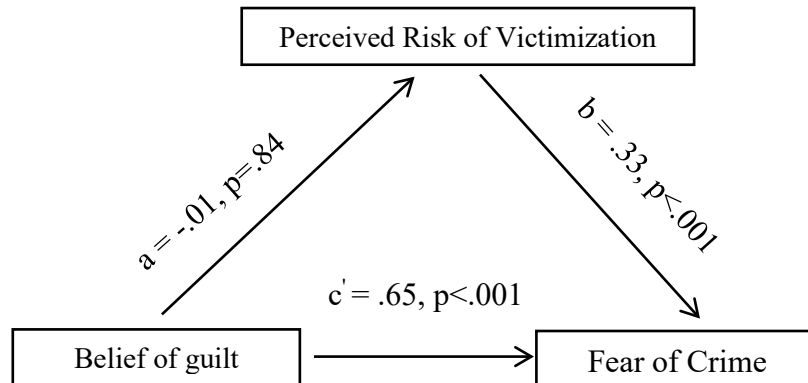 Perceived Risk of Victimization
a = -.01, p=.84
b = .33, p<.001
c' = .65, p<.001
Belief of guilt
Fear of Crime